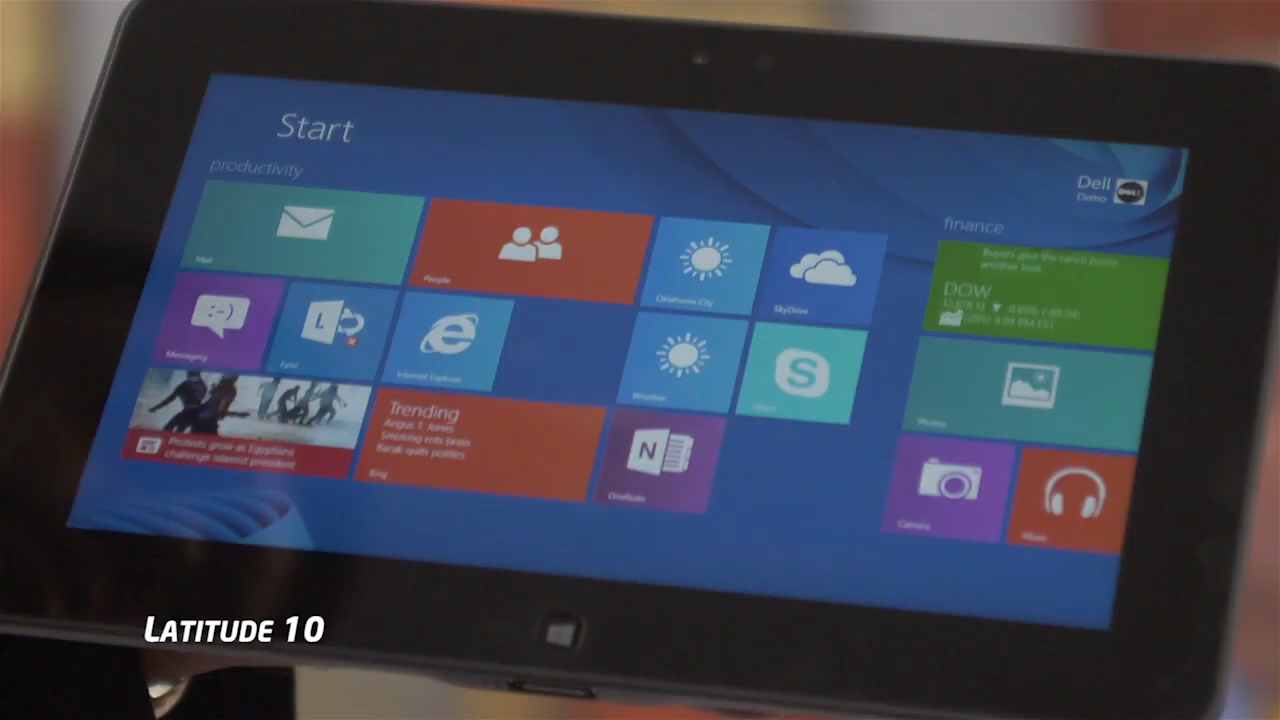 Start
productivity
Dell
Demo
DELL
finance
Mail
People
Oklahoma City
SkyDrive
Buyers give the ranch home
another look
DOW
Messaging
Lync
Internet Explorer
Weather
Skype
Photos
Protests grow as Egyptians
challenge Islamist president
Trending
Angus T. Jones
Smoking rots brain
Barak quits politics
Bing
N
OneNote
Camera
Music
LATITUDE 10